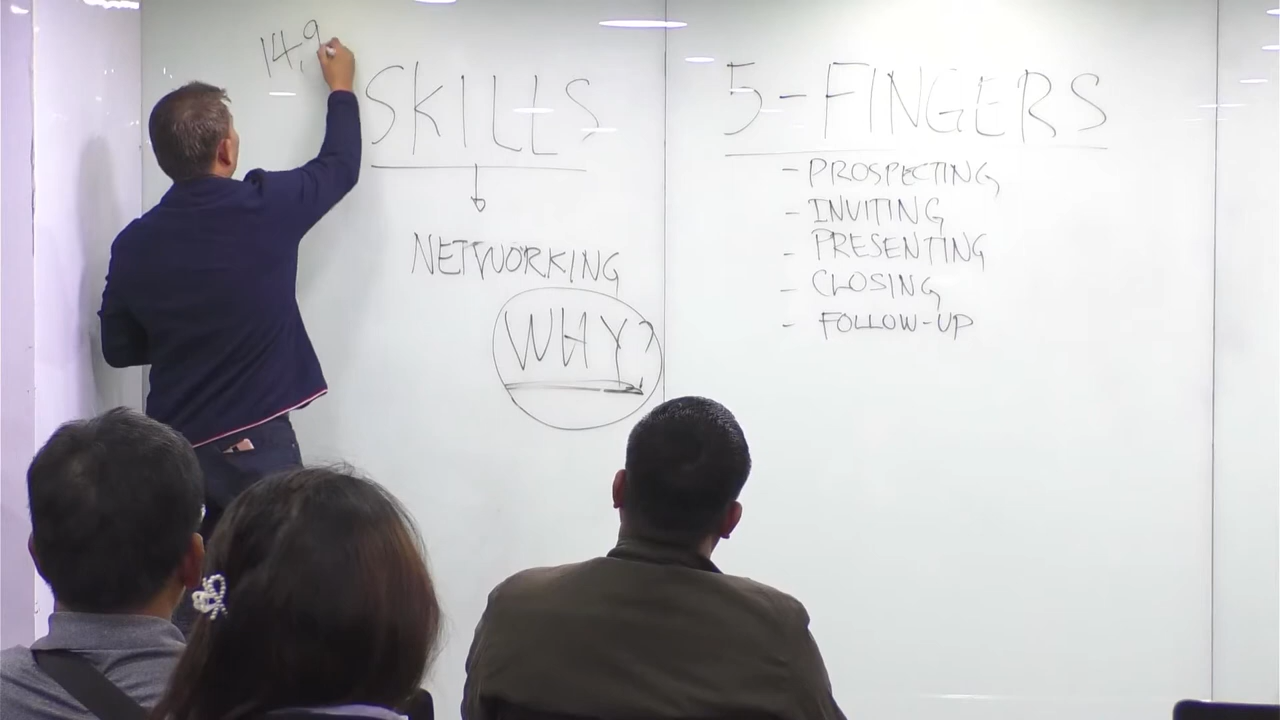 14,9
SKILLS
NETWORKING
WHY?
5-FINGERS
- PROSPECTING
- INVITING
- PRESENTING
- CLOSING
- FOLLOW-UP